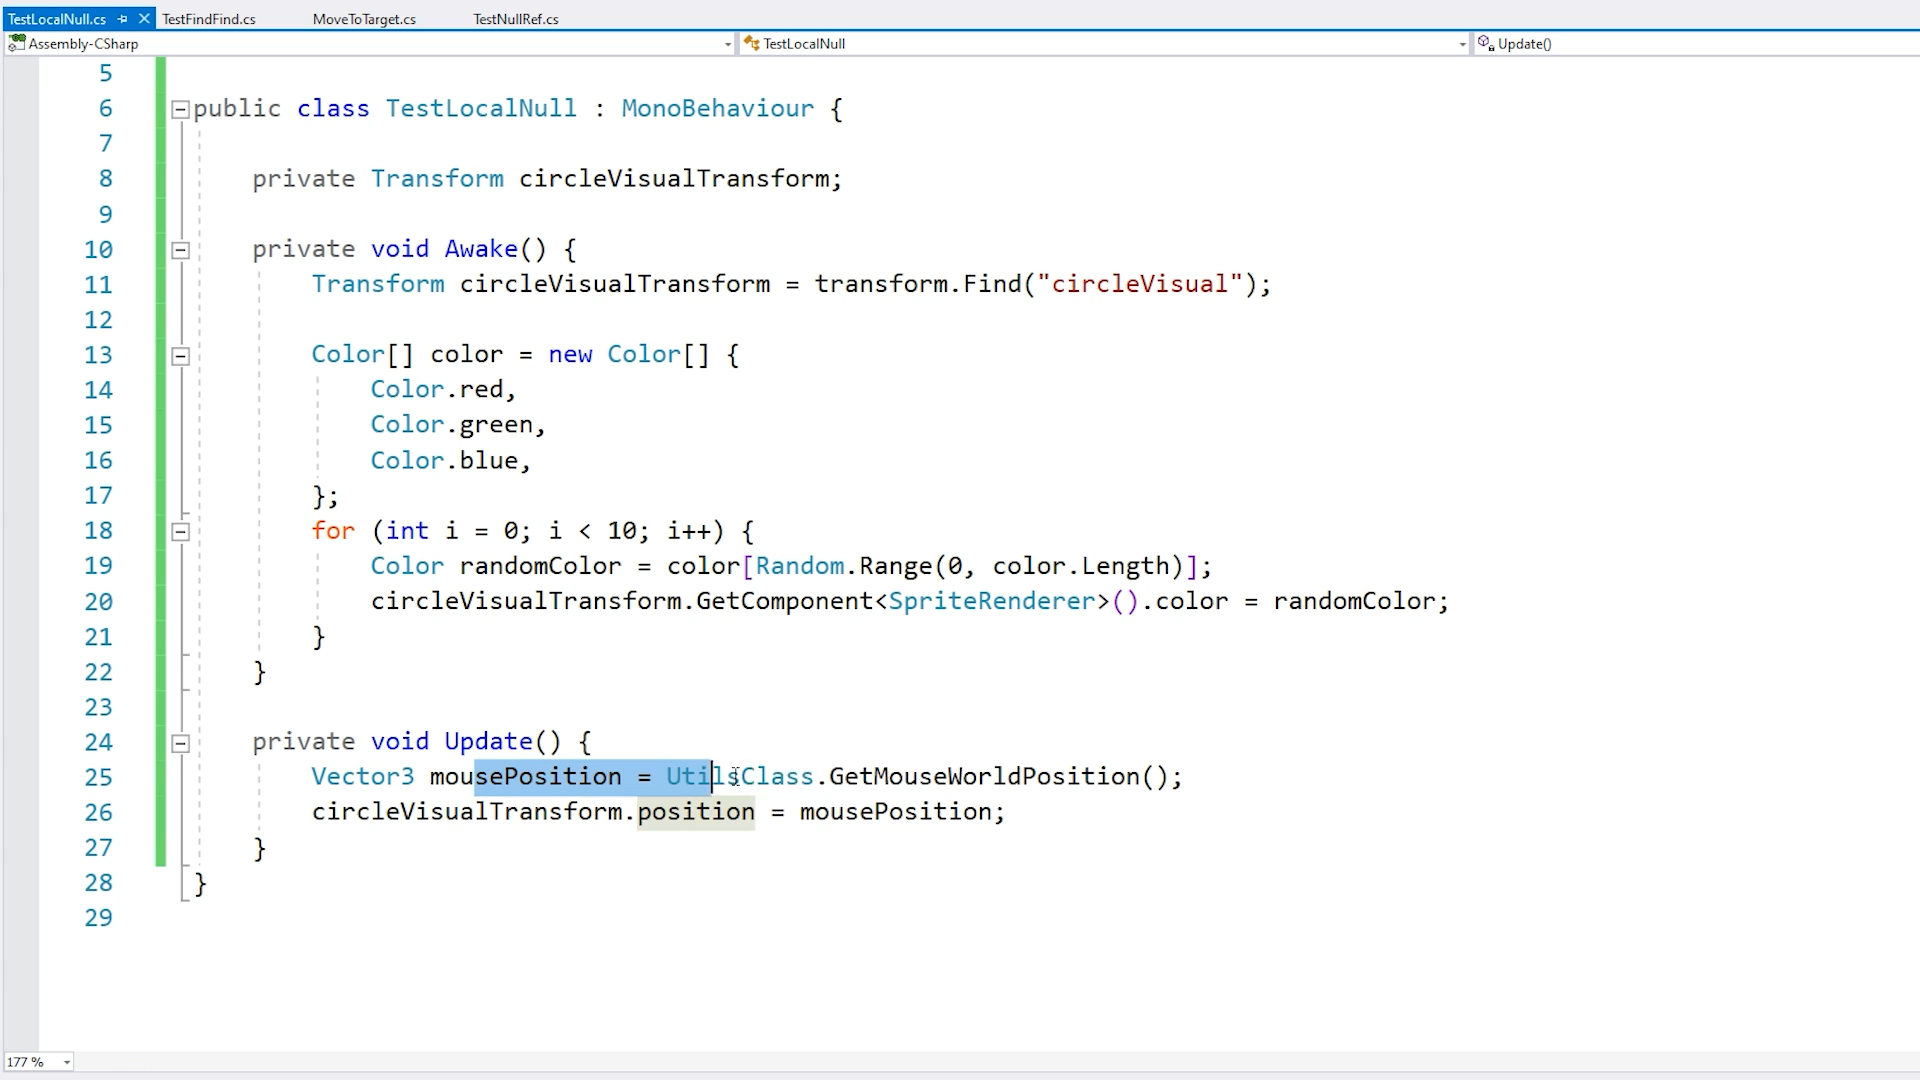 TestLocalNull.cs TestFindFind.cs MoveToTarget.cs TestNullRef.cs
Assembly-CSharp TestLocalNull Update()
5
6 public class TestLocalNull : MonoBehaviour {
7
8 private Transform circleVisualTransform;
9
10 private void Awake() {
11 Transform circleVisualTransform = transform.Find("circleVisual");
12
13 Color[] color = new Color[] {
14 Color.red,
15 Color.green,
16 Color.blue,
17 };
18 for (int i = 0; i < 10; i++) {
19 Color randomColor = color[Random.Range(0, color.Length)];
20 circleVisualTransform.GetComponent<SpriteRenderer>().color = randomColor;
21 }
22 }
23
24 private void Update() {
25 Vector3 mousePosition = UtilsClass.GetMouseWorldPosition();
26 circleVisualTransform.position = mousePosition;
27 }
28 }
29
177 %